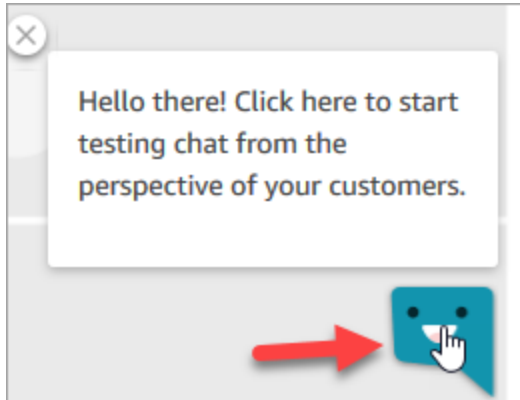 Hello there! Click here to start
testing chat from the
perspective of your customers.